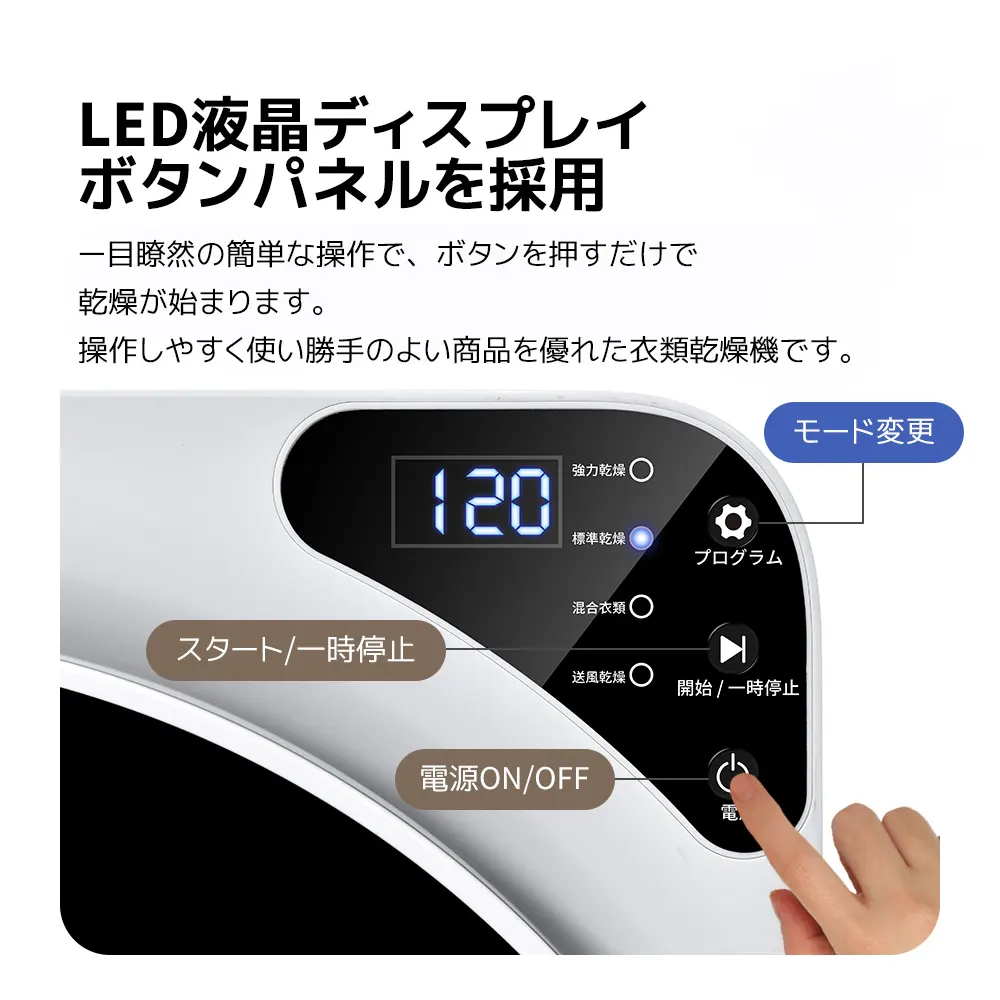 LED液晶ディスプレイ
ボタンパネルを採用
一目瞭然の簡単な操作で、ボタンを押すだけで
乾燥が始まります。
操作しやすく使い勝手のよい商品を優れた衣類乾燥機です。
モード変更
120
強力乾燥
標準乾燥
プログラム
混合衣類
スタート/一時停止
送風乾燥
開始 / 一時停止
電源ON/OFF
電